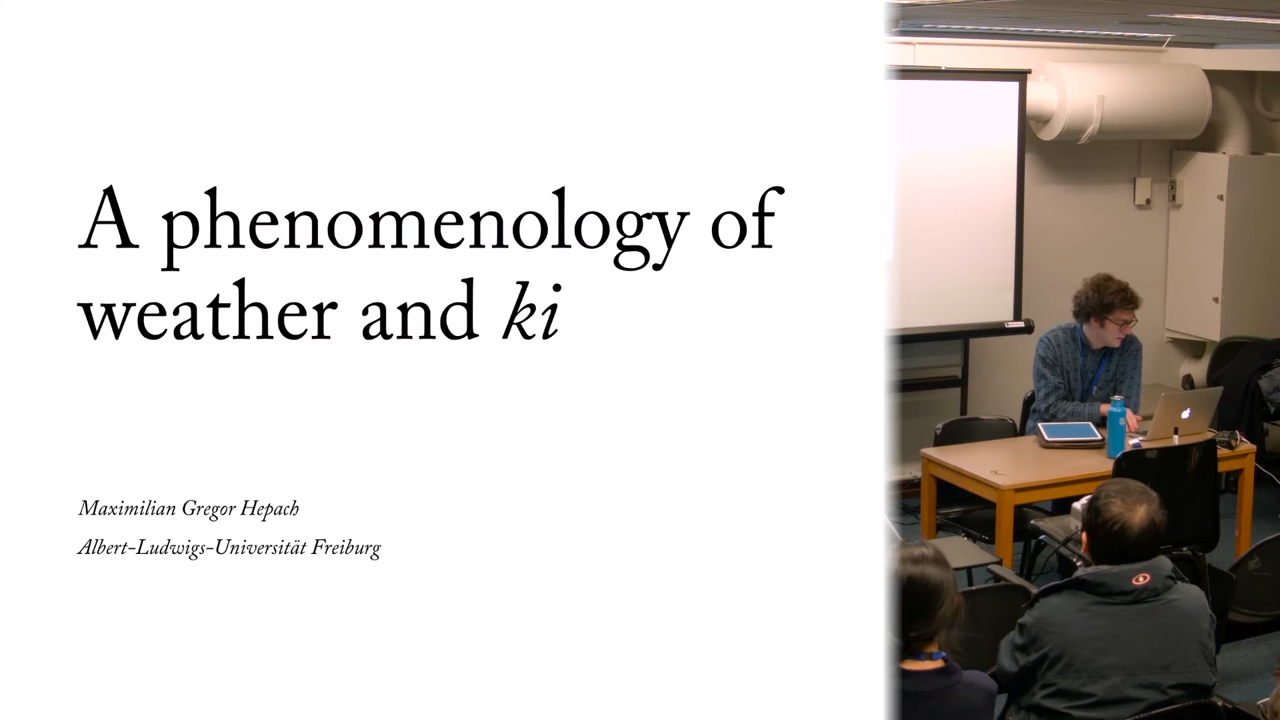 A phenomenology of
weather and ki
Maximilian Gregor Hepach
Albert-Ludwigs-Universität Freiburg